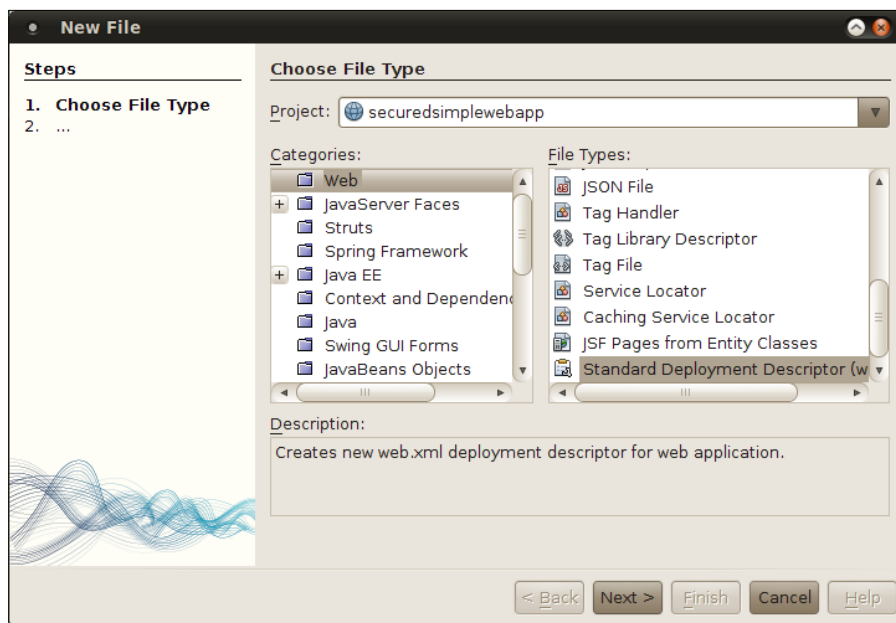 New File
Steps
1. Choose File Type
2. ...
Choose File Type
Project: securedsimplewebapp
Categories:
Web
JavaServer Faces
Struts
Spring Framework
Java EE
Context and Dependenc
Java
Swing GUI Forms
JavaBeans Objects
File Types:
JSON File
Tag Handler
Tag Library Descriptor
Tag File
Service Locator
Caching Service Locator
JSF Pages from Entity Classes
Standard Deployment Descriptor (w
Description:
Creates new web.xml deployment descriptor for web application.
< Back Next > Finish Cancel Help